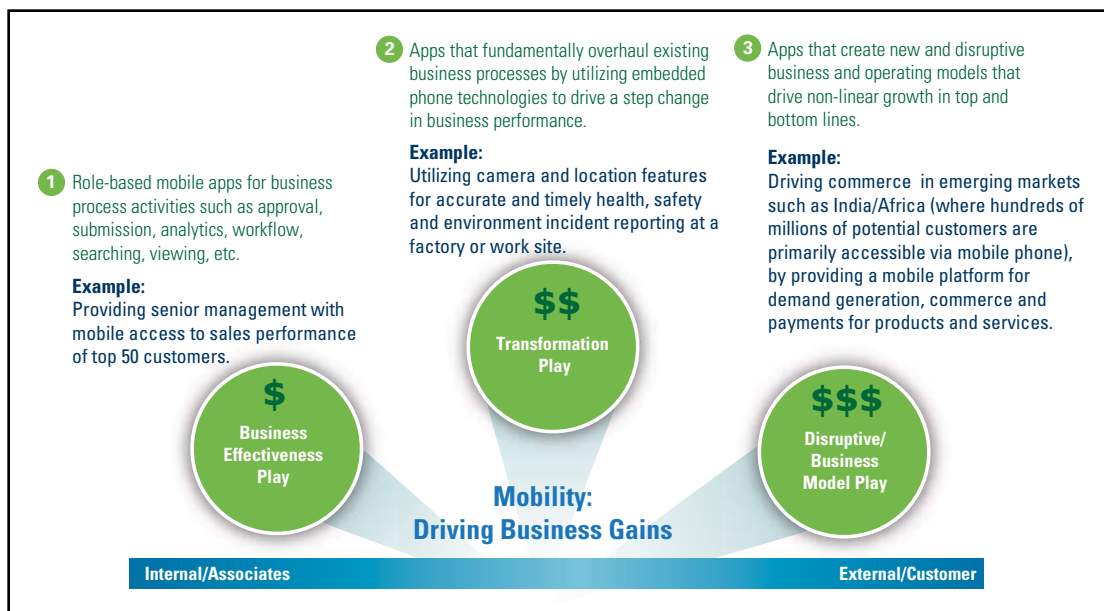 1 Role-based mobile apps for business
process activities such as approval,
submission, analytics, workflow,
searching, viewing, etc.
Example:
Providing senior management with
mobile access to sales performance
of top 50 customers.
$
Business
Effectiveness
Play
2 Apps that fundamentally overhaul existing
business processes by utilizing embedded
phone technologies to drive a step change
in business performance.
Example:
Utilizing camera and location features
for accurate and timely health, safety
and environment incident reporting at a
factory or work site.
$$
Transformation
Play
3 Apps that create new and disruptive
business and operating models that
drive non-linear growth in top and
bottom lines.
Example:
Driving commerce in emerging markets
such as India/Africa (where hundreds of
millions of potential customers are
primarily accessible via mobile phone),
by providing a mobile platform for
demand generation, commerce and
payments for products and services.
$$$
Disruptive/
Business
Model Play
Mobility:
Driving Business Gains
Internal/Associates
External/Customer